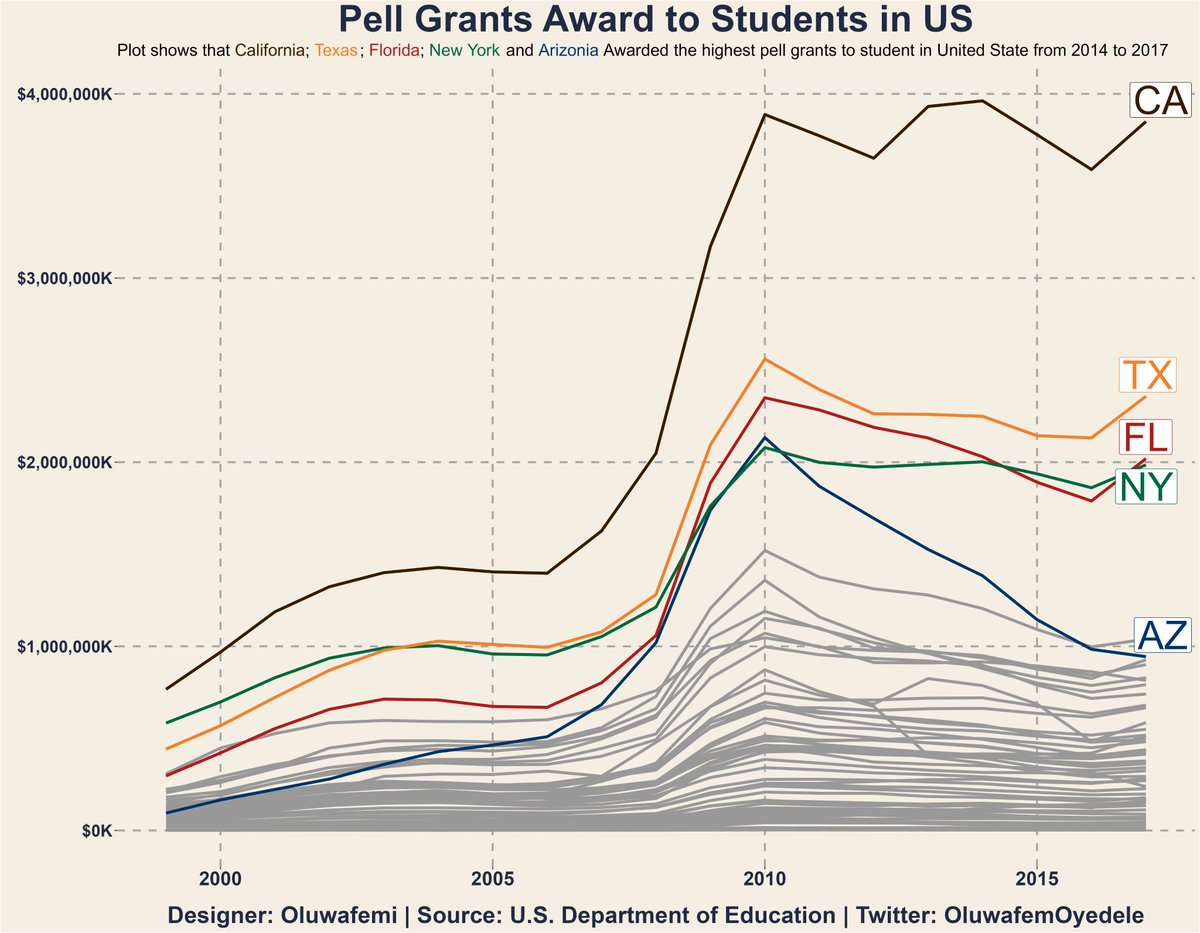 Pell Grants Award to Students in US
Plot shows that California; Texas; Florida; New York and Arizonia Awarded the highest pell grants to student in United State from 2014 to 2017
$4,000,000K
CA
$3,000,000K
TX
FL
$2,000,000K
NY
$1,000,000K
AZ
$0K
2000 2005 2010 2015
Designer: Oluwafemi | Source: U.S. Department of Education | Twitter: OluwafemOyedele